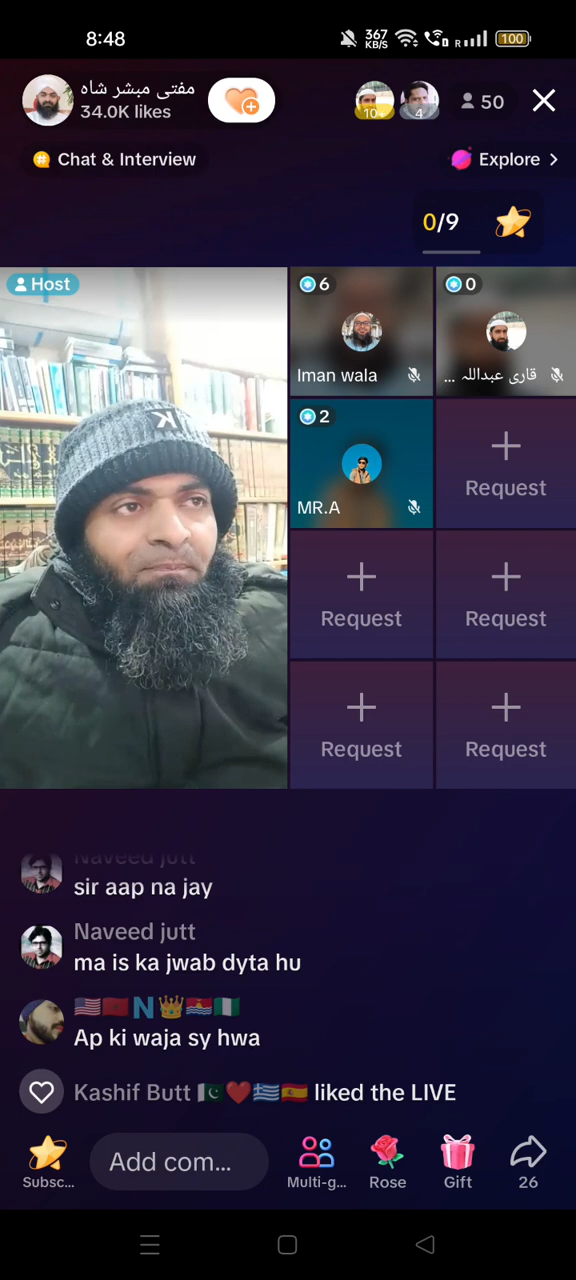 8:48
367
KB/S
R
100
مفتی مبشر شاہ
34.0K likes
10+
4
50
Chat & Interview
Explore
0/9
Host
6
Iman wala
0
قاری عبداللہ ...
2
MR.A
Request
Request
Request
Request
Request
K
Naveed jutt
sir aap na jay
Naveed jutt
ma is ka jwab dyta hu
N
Ap ki waja sy hwa
Kashif Butt liked the LIVE
Subsc...
Add com...
Multi-g...
Rose
Gift
26